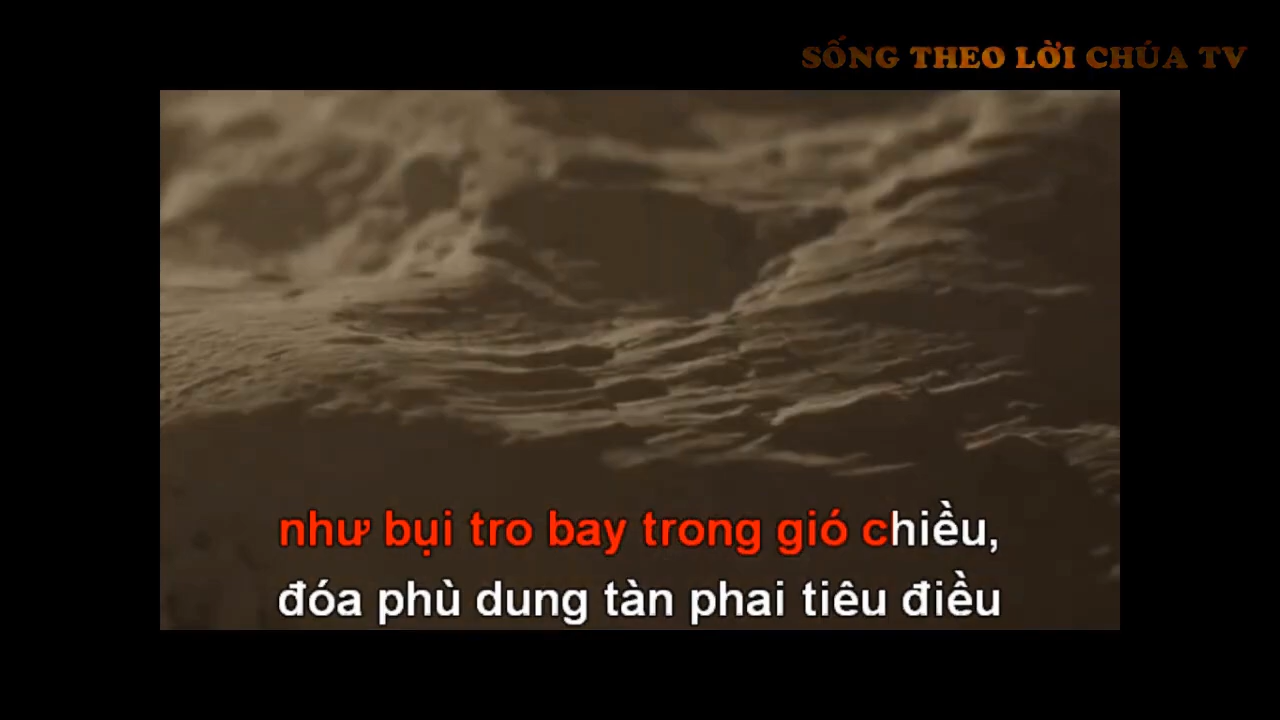 SỐNG THEO LỜI CHÚA TV
như bụi tro bay trong gió chiều,
đóa phù dung tàn phai tiêu điều